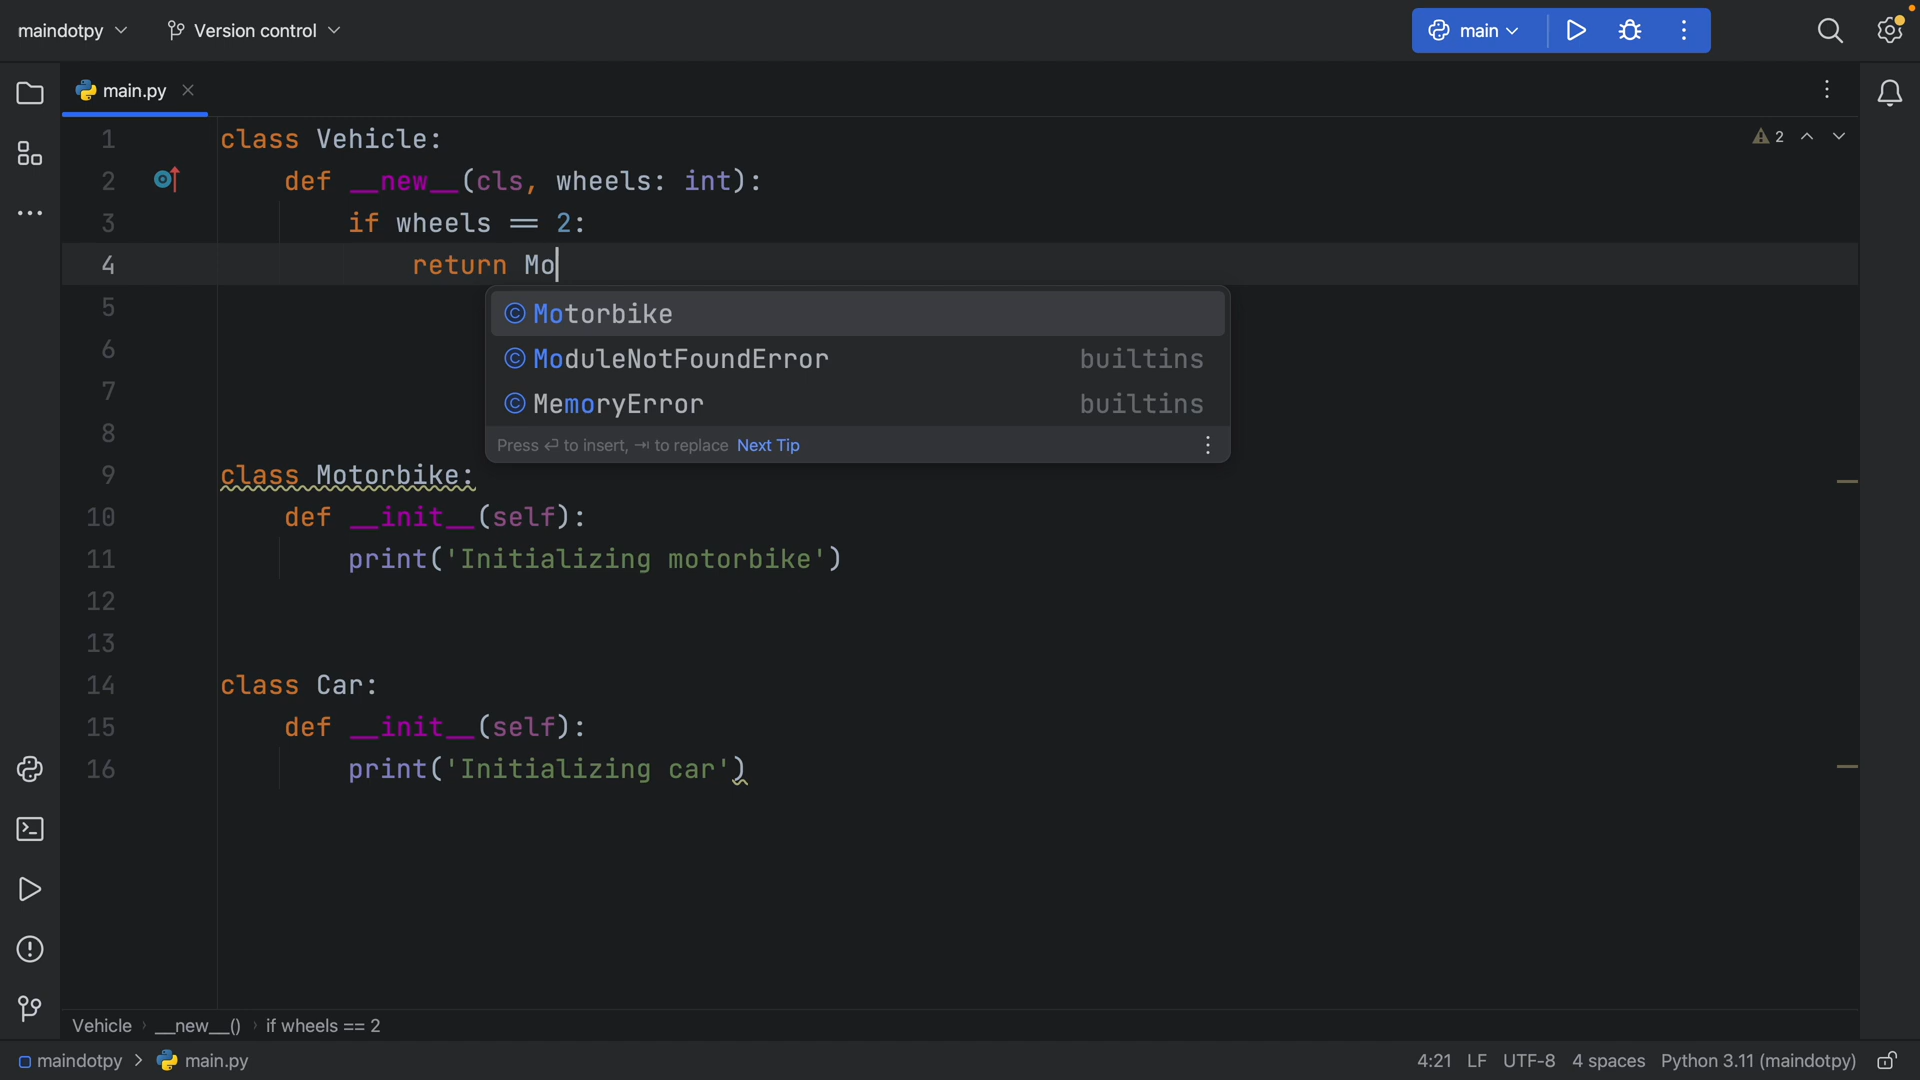 maindotpy Version control main
main.py
1 class Vehicle: 2
2 def __new__(cls, wheels: int):
3 if wheels == 2:
4 return Mo
5
Motorbike
6
ModuleNotFoundError builtins
7
MemoryError builtins
8
Press ⏎ to insert, ⇥ to replace Next Tip
9 class Motorbike:
10 def __init__(self):
11 print('Initializing motorbike')
12
13
14 class Car:
15 def __init__(self):
16 print('Initializing car')
Vehicle › __new__() › if wheels == 2
maindotpy > main.py 4:21 LF UTF-8 4 spaces Python 3.11 (maindotpy)